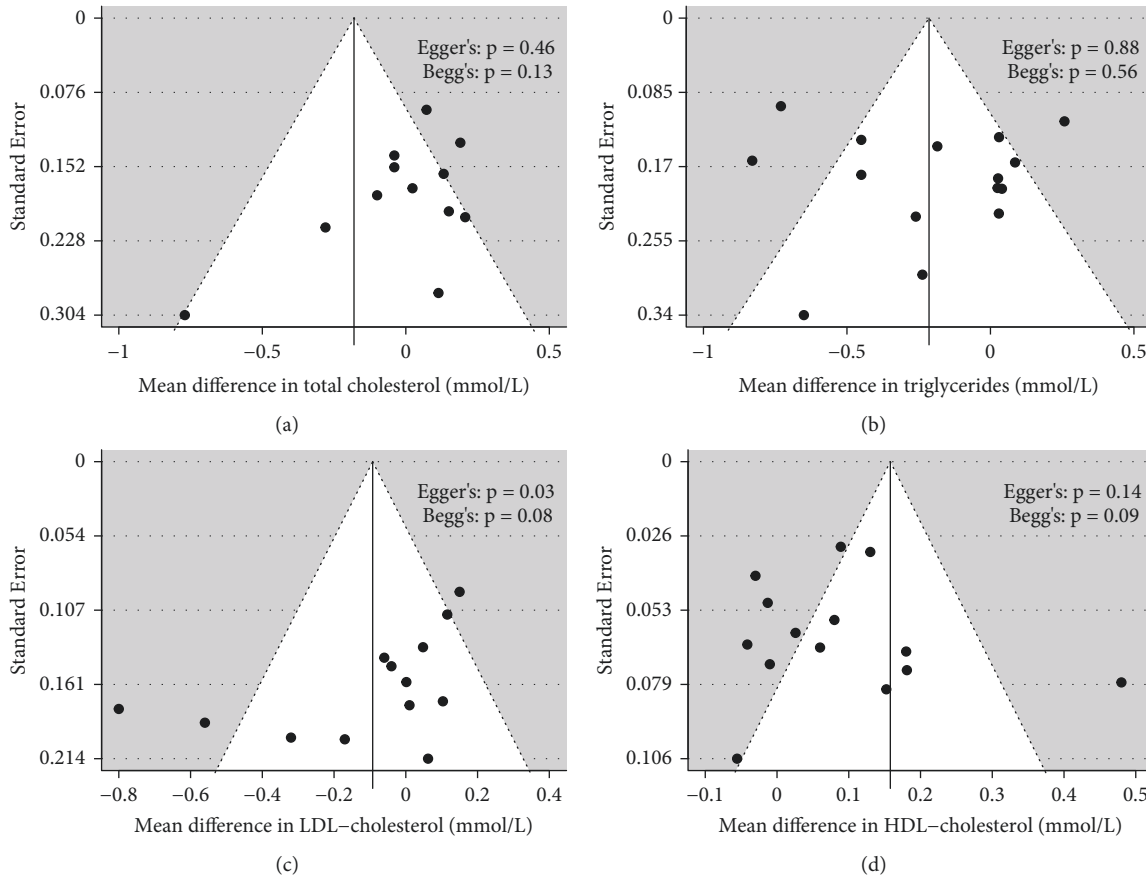 Egger's: p = 0.46
Begg's: p = 0.13
Standard Error
0
0.076
0.152
0.228
0.304
−1
−0.5
0
0.5
Mean difference in total cholesterol (mmol/L)
(a)
Egger's: p = 0.88
Begg's: p = 0.56
Standard Error
0
0.085
0.17
0.255
0.34
−1
−0.5
0
0.5
Mean difference in triglycerides (mmol/L)
(b)
Egger's: p = 0.03
Begg's: p = 0.08
Standard Error
0
0.054
0.107
0.161
0.214
−0.8
−0.6
−0.4
−0.2
0
0.2
0.4
Mean difference in LDL−cholesterol (mmol/L)
(c)
Egger's: p = 0.14
Begg's: p = 0.09
Standard Error
0
0.026
0.053
0.079
0.106
−0.1
0
0.1
0.2
0.3
0.4
0.5
Mean difference in HDL−cholesterol (mmol/L)
(d)